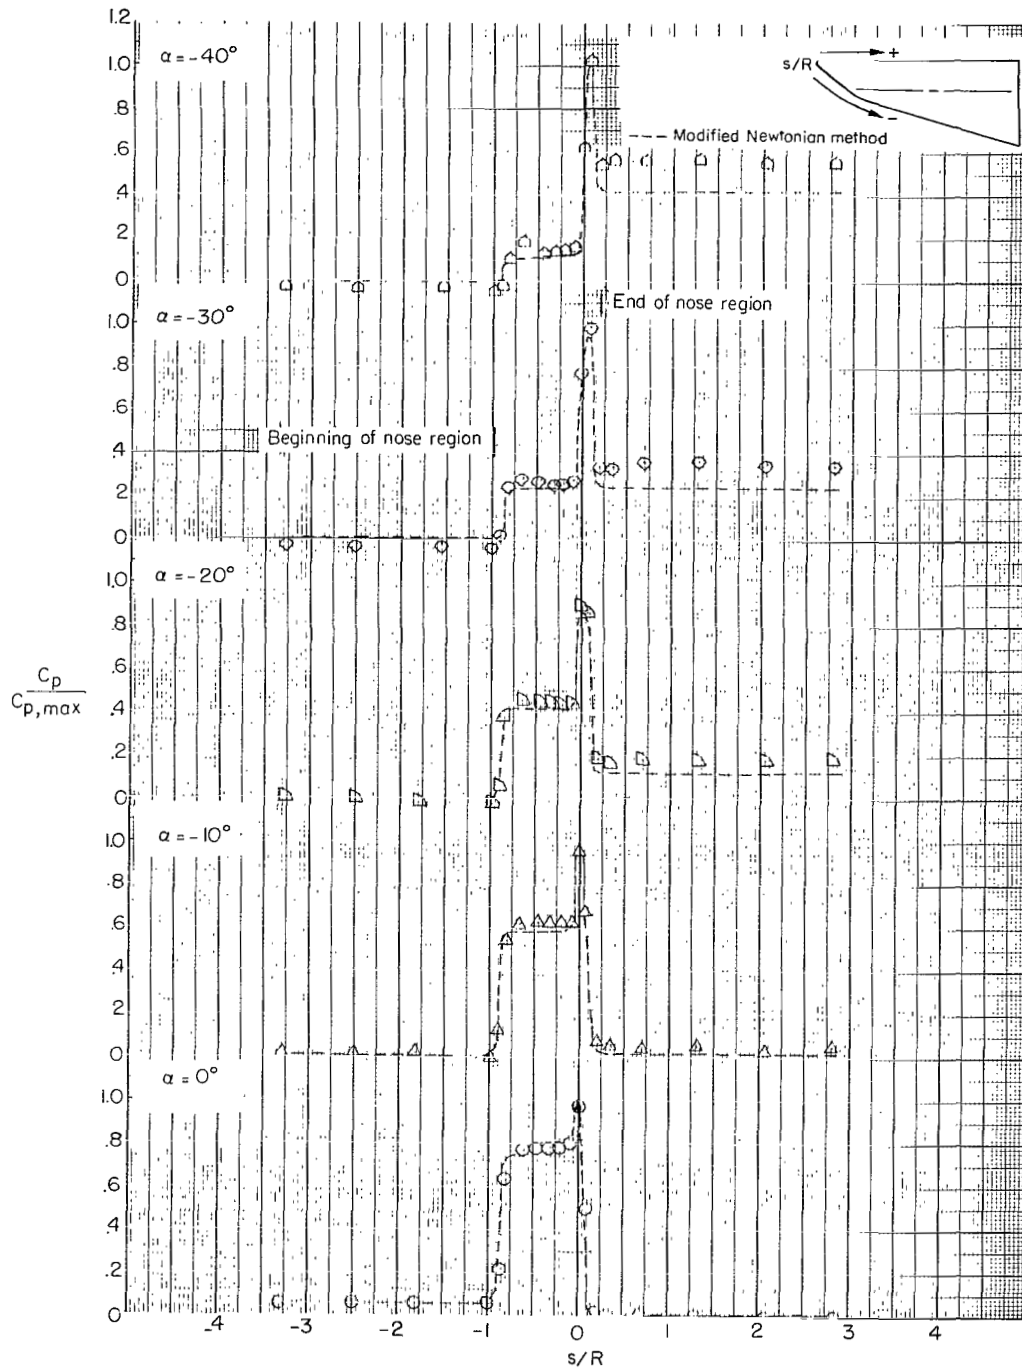 1.2
α = -40°
1.0
.8
.6
.4
.2
0
s/R
+
-
--- Modified Newtonian method
α = -30°
End of nose region
1.0
.8
.6
Beginning of nose region
.4
.2
0
α = -20°
1.0
.8
.6
Cp
Cp,max
.4
.2
0
α = -10°
1.0
.8
.6
.4
.2
0
α = 0°
1.0
.8
.6
.4
.2
0
-4 -3 -2 -1 0 1 2 3 4
s/R